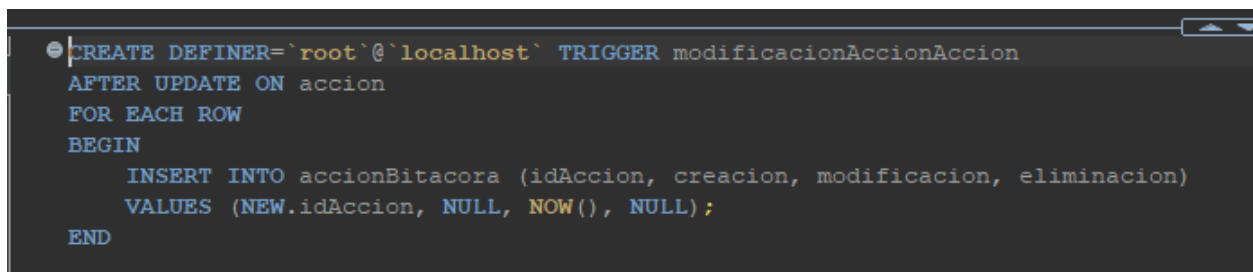 CREATE DEFINER=`root`@`localhost` TRIGGER modificacionAccionAccion
AFTER UPDATE ON accion
FOR EACH ROW
BEGIN
INSERT INTO accionBitacora (idAccion, creacion, modificacion, eliminacion)
VALUES (NEW.idAccion, NULL, NOW(), NULL);
END